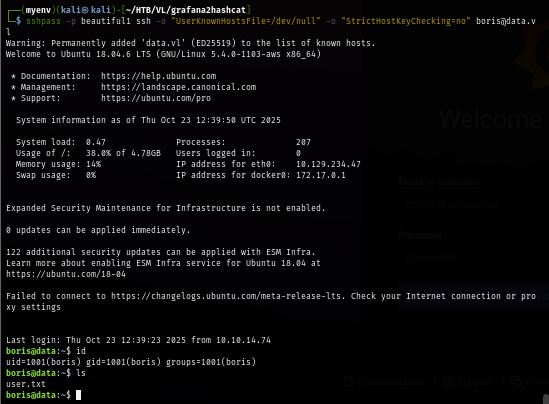 ┌──(myenv)(kali㉿kali)-[~/HTB/VL/grafana2hashcat]
└─$ sshpass -p beautiful1 ssh -o "UserKnownHostsFile=/dev/null" -o "StrictHostKeyChecking=no" boris@data.v
l
Warning: Permanently added 'data.vl' (ED25519) to the list of known hosts.
Welcome to Ubuntu 18.04.6 LTS (GNU/Linux 5.4.0-1103-aws x86_64)
* Documentation: https://help.ubuntu.com
* Management: https://landscape.canonical.com
* Support: https://ubuntu.com/pro
System information as of Thu Oct 23 12:39:50 UTC 2025
System load: 0.47 Processes: 207
Usage of /: 38.0% of 4.78GB Users logged in: 0
Memory usage: 14% IP address for eth0: 10.129.234.47
Swap usage: 0% IP address for docker0: 172.17.0.1
Expanded Security Maintenance for Infrastructure is not enabled.
0 updates can be applied immediately.
122 additional security updates can be applied with ESM Infra.
Learn more about enabling ESM Infra service for Ubuntu 18.04 at
https://ubuntu.com/18-04
Failed to connect to https://changelogs.ubuntu.com/meta-release-lts. Check your Internet connection or pro
xy settings
Last login: Thu Oct 23 12:39:23 2025 from 10.10.14.74
boris@data:~$ id
uid=1001(boris) gid=1001(boris) groups=1001(boris)
boris@data:~$ ls
user.txt
boris@data:~$
Welcome
Email or username
Password
Documentation | Support |